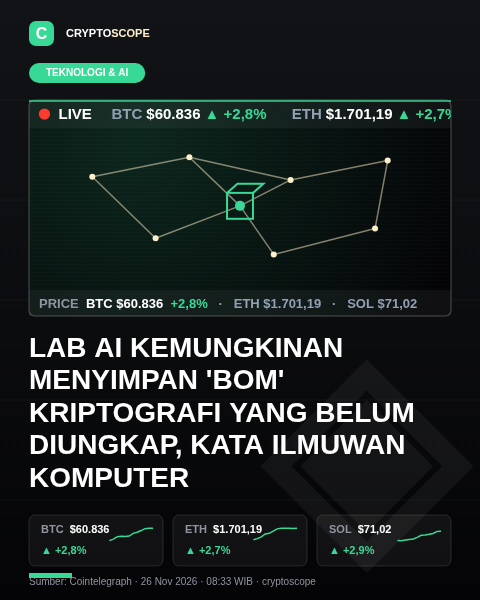 C CRYPTOSCOPE
TEKNOLOGI & AI
LIVE BTC $60.836 ▲ +2,8% ETH $1.701,19 ▲ +2,7%
PRICE BTC $60.836 +2,8% · ETH $1.701,19 · SOL $71,02
LAB AI KEMUNGKINAN
MENYIMPAN 'BOM'
KRIPTOGRAFI YANG BELUM
DIUNGKAP, KATA ILMUWAN
KOMPUTER
BTC $60.836 ETH $1.701,19 SOL $71,02
▲ +2,8% ▲ +2,7% ▲ +2,9%
Sumber: Cointelegraph · 26 Nov 2026 · 08:33 WIB · cryptoscope